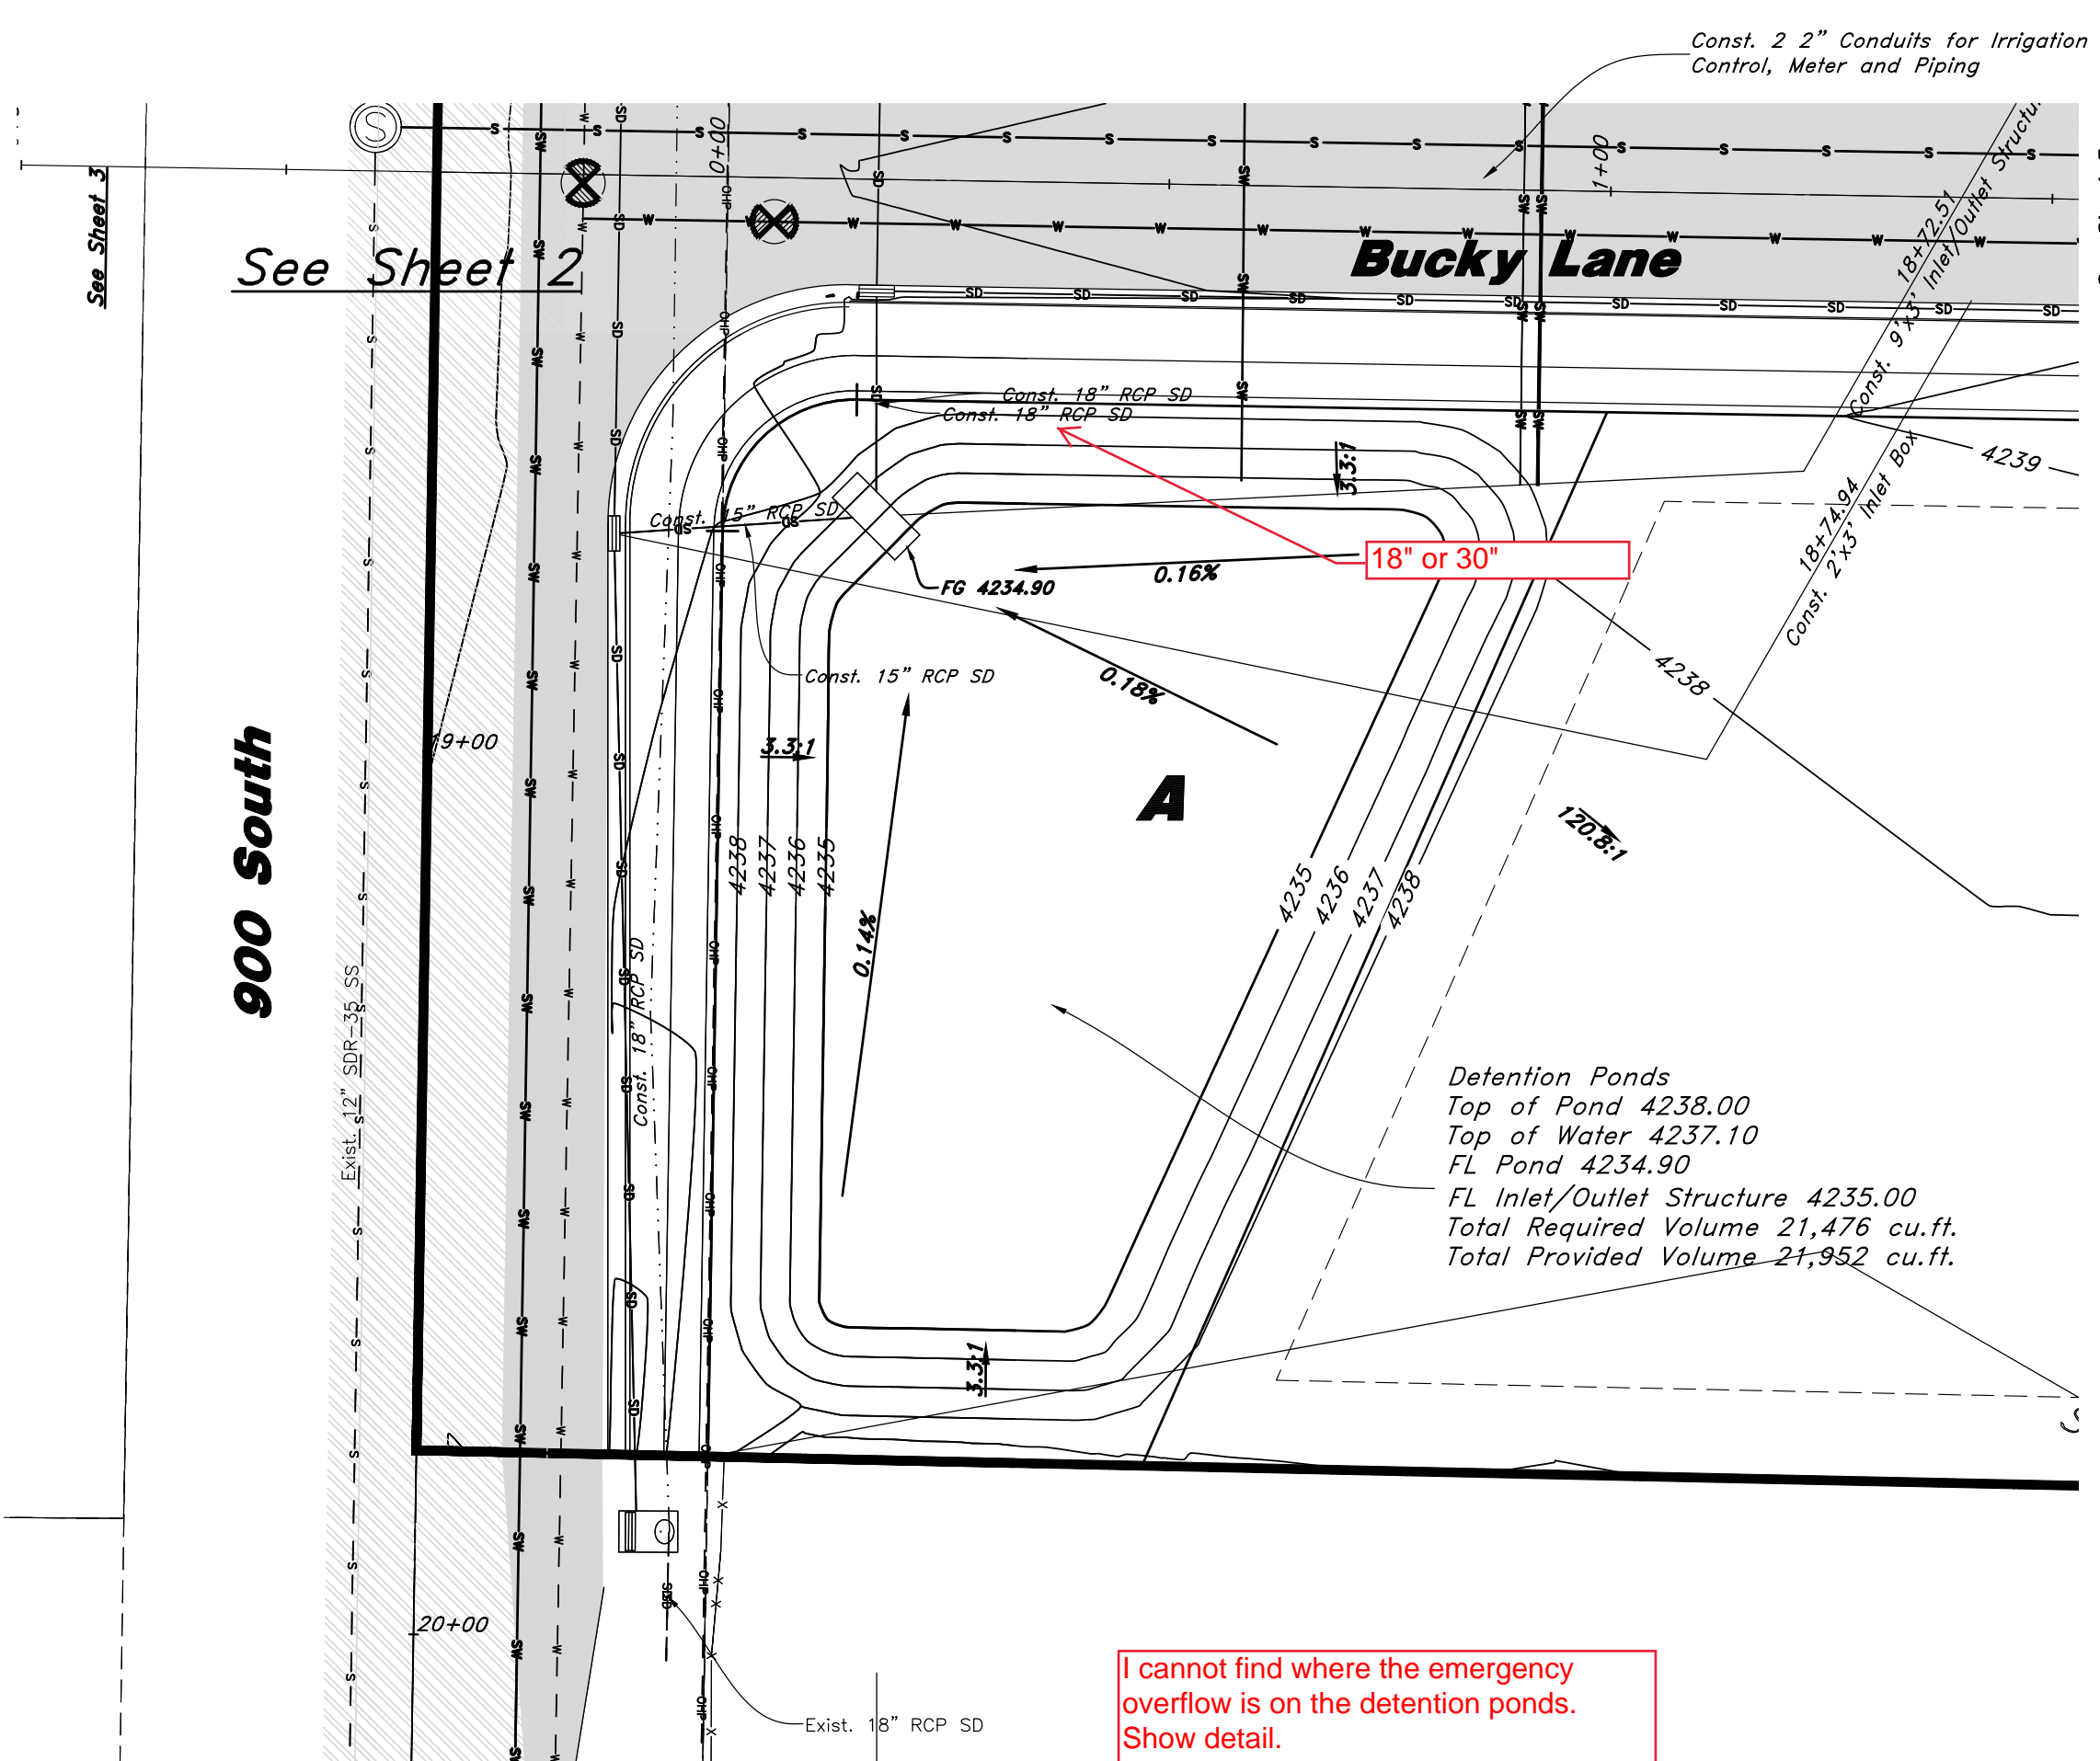 Const. 2 2" Conduits for Irrigation
Control, Meter and Piping
See Sheet 3
See Sheet 2
0+00
1+00
Bucky Lane
18+72.51
Const. 9'x3' Inlet/Outlet Structu
18+74.94
Const. 2'x3' Inlet Box
Const. 18" RCP SD
Const. 18" RCP SD
3.3:1
4239
Const. 15" RCP SD
18" or 30"
0.16%
FG 4234.90
0.18%
4238
Const. 15" RCP SD
900 South
19+00
3.3:1
A
120.8:1
4238
4237
4236
4235
0.14%
4235
4236
4237
4238
Exist. 12" SDR-35 SS
Const. 18" RCP SD
Detention Ponds
Top of Pond 4238.00
Top of Water 4237.10
FL Pond 4234.90
FL Inlet/Outlet Structure 4235.00
Total Required Volume 21,476 cu.ft.
Total Provided Volume 21,952 cu.ft.
3.3:1
20+00
Exist. 18" RCP SD
I cannot find where the emergency
overflow is on the detention ponds.
Show detail.